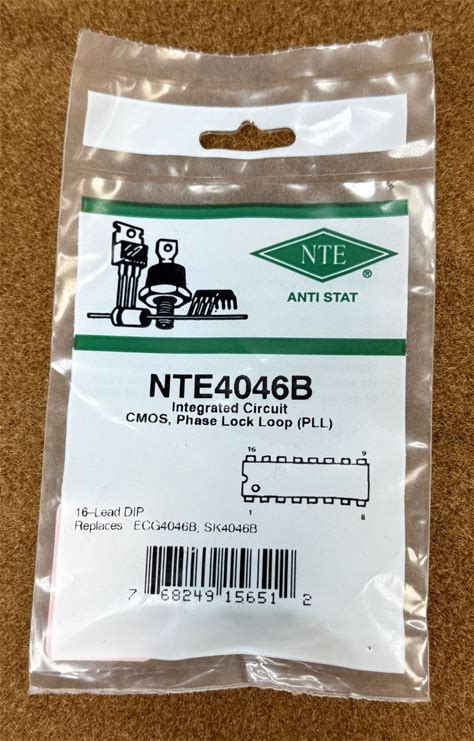 NTE
®
ANTI STAT
NTE4046B
Integrated Circuit
CMOS, Phase Lock Loop (PLL)
16 9
1 8
16–Lead DIP
Replaces ECG4046B, SK4046B
7 68249 15651 2